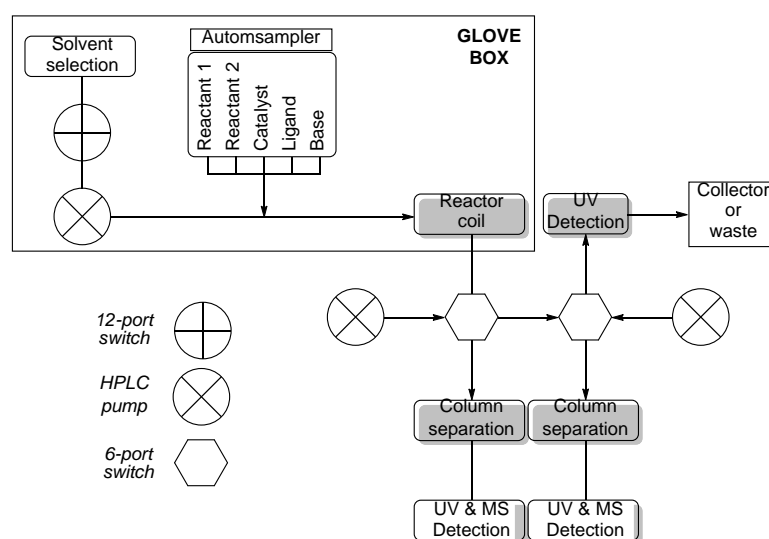 Solvent
selection
Automsampler
Reactant 1
Reactant 2
Catalyst
Ligand
Base
GLOVE
BOX
Reactor
coil
UV
Detection
Collector
or
waste
12-port
switch
HPLC
pump
6-port
switch
Column
separation
Column
separation
UV & MS
Detection
UV & MS
Detection